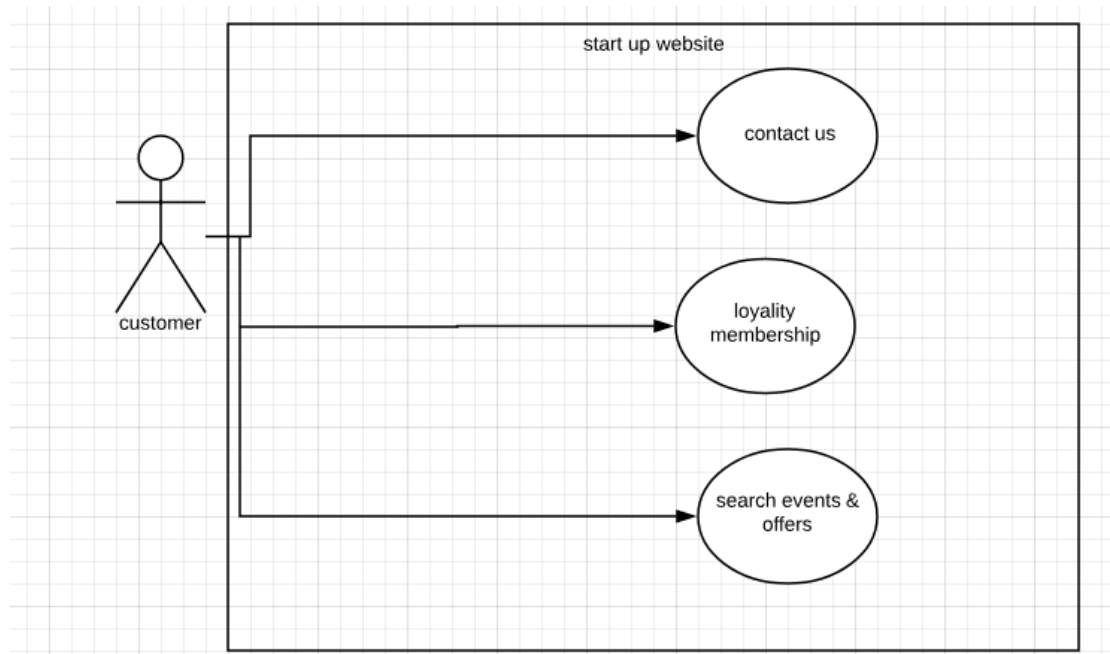 start up website
contact us
customer
loyality
membership
search events &
offers